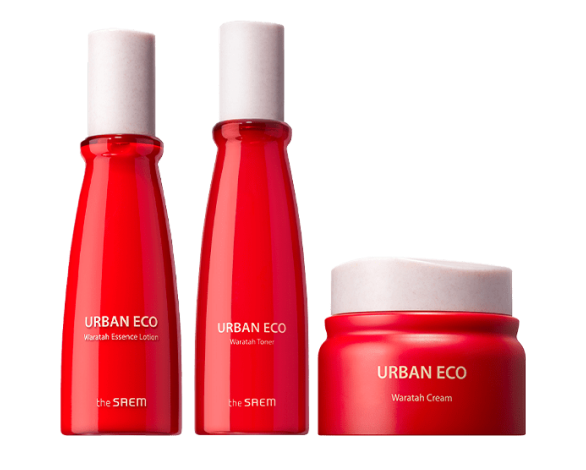 URBAN ECO
Waratah Essence Lotion
the SAEM
URBAN ECO
Waratah Toner
the SAEM
URBAN ECO
Waratah Cream